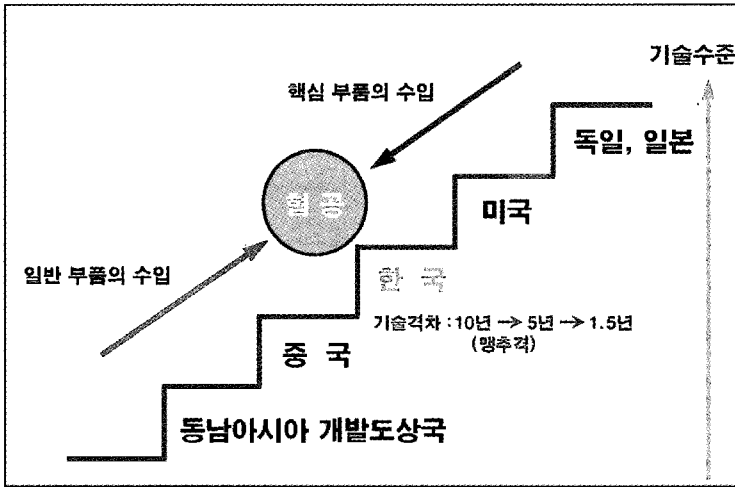 기술수준
핵심 부품의 수입
독일, 일본
협 공
미국
일반 부품의 수입
한 국
기술격차 : 10년 → 5년 → 1.5년
(맹추격)
중 국
동남아시아 개발도상국